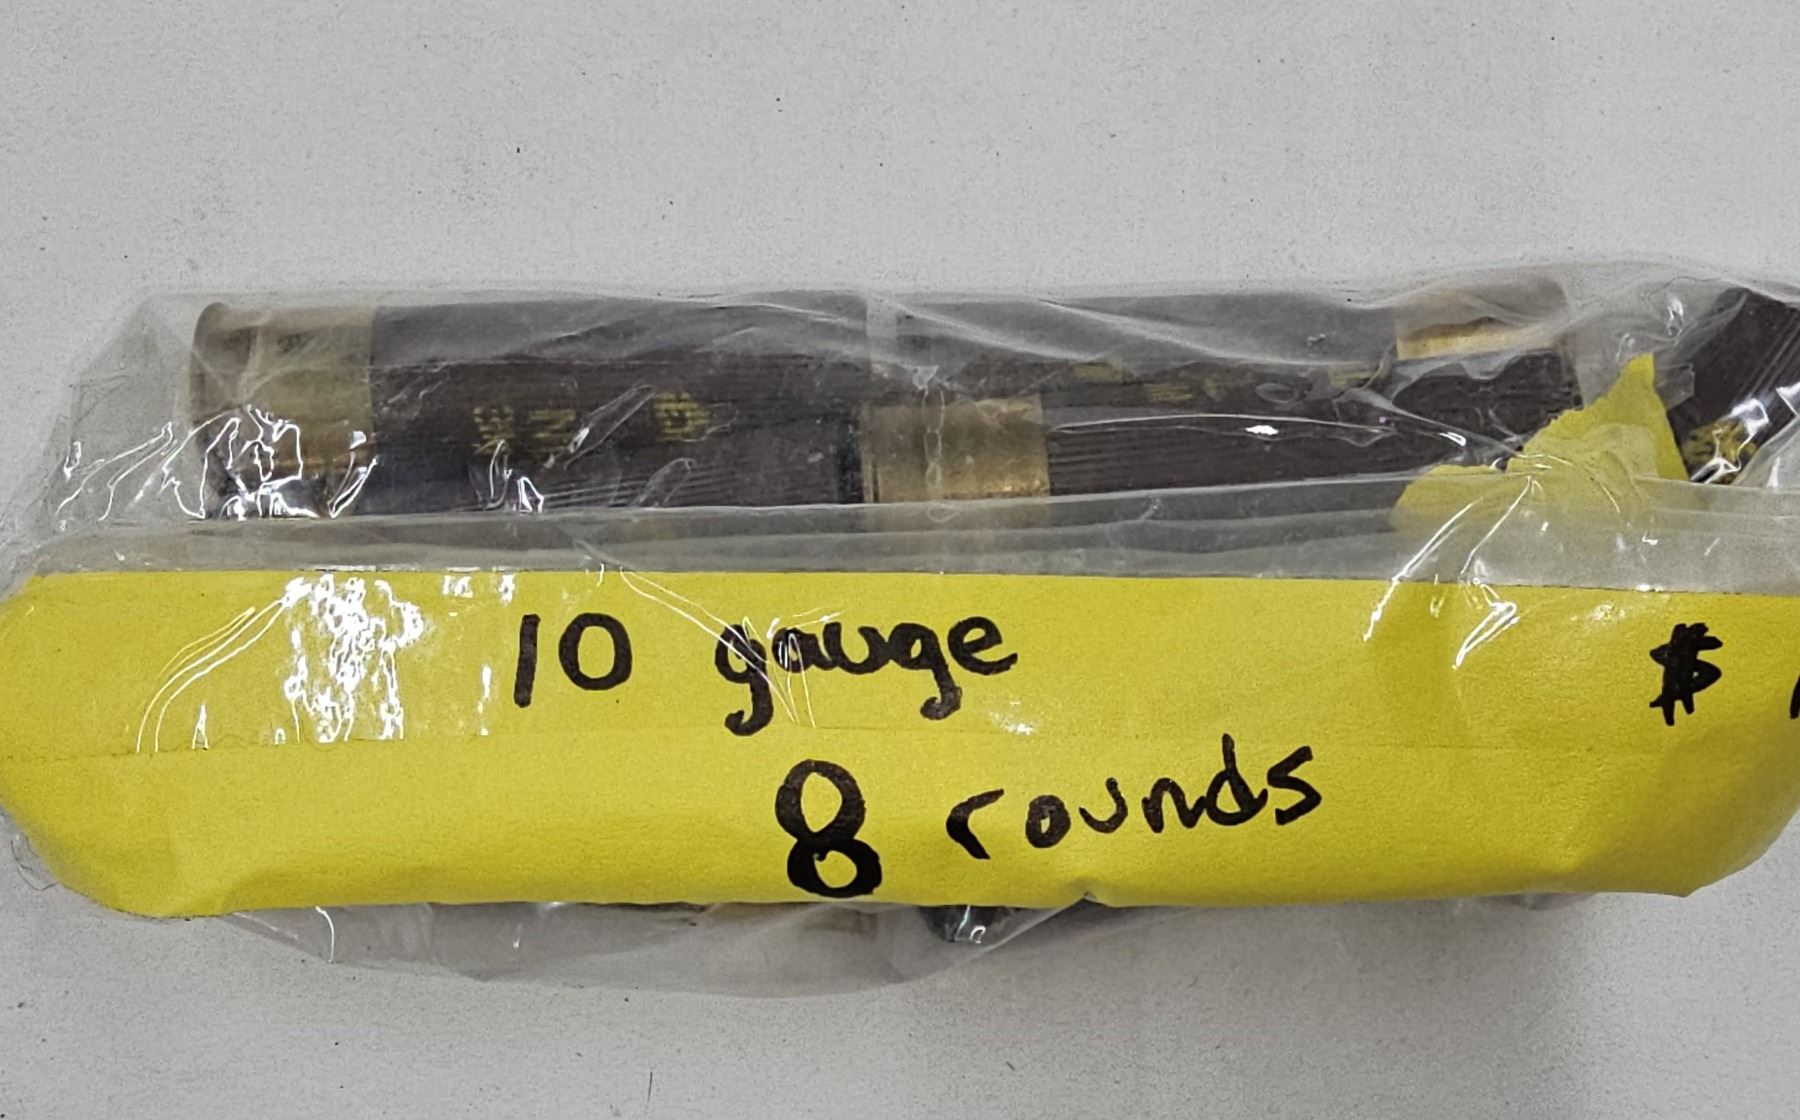 10 gauge $
8 rounds